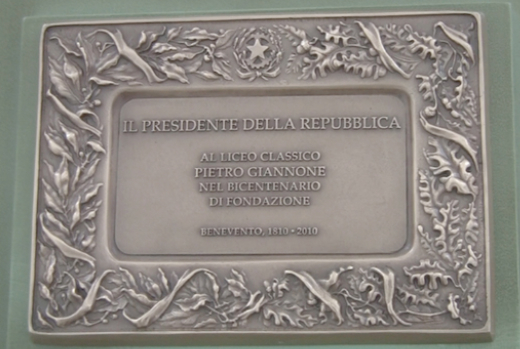 IL PRESIDENTE DELLA REPUBBLICA
AL LICEO CLASSICO
PIETRO GIANNONE
NEL BICENTENARIO
DI FONDAZIONE
BENEVENTO, 1810 • 2010